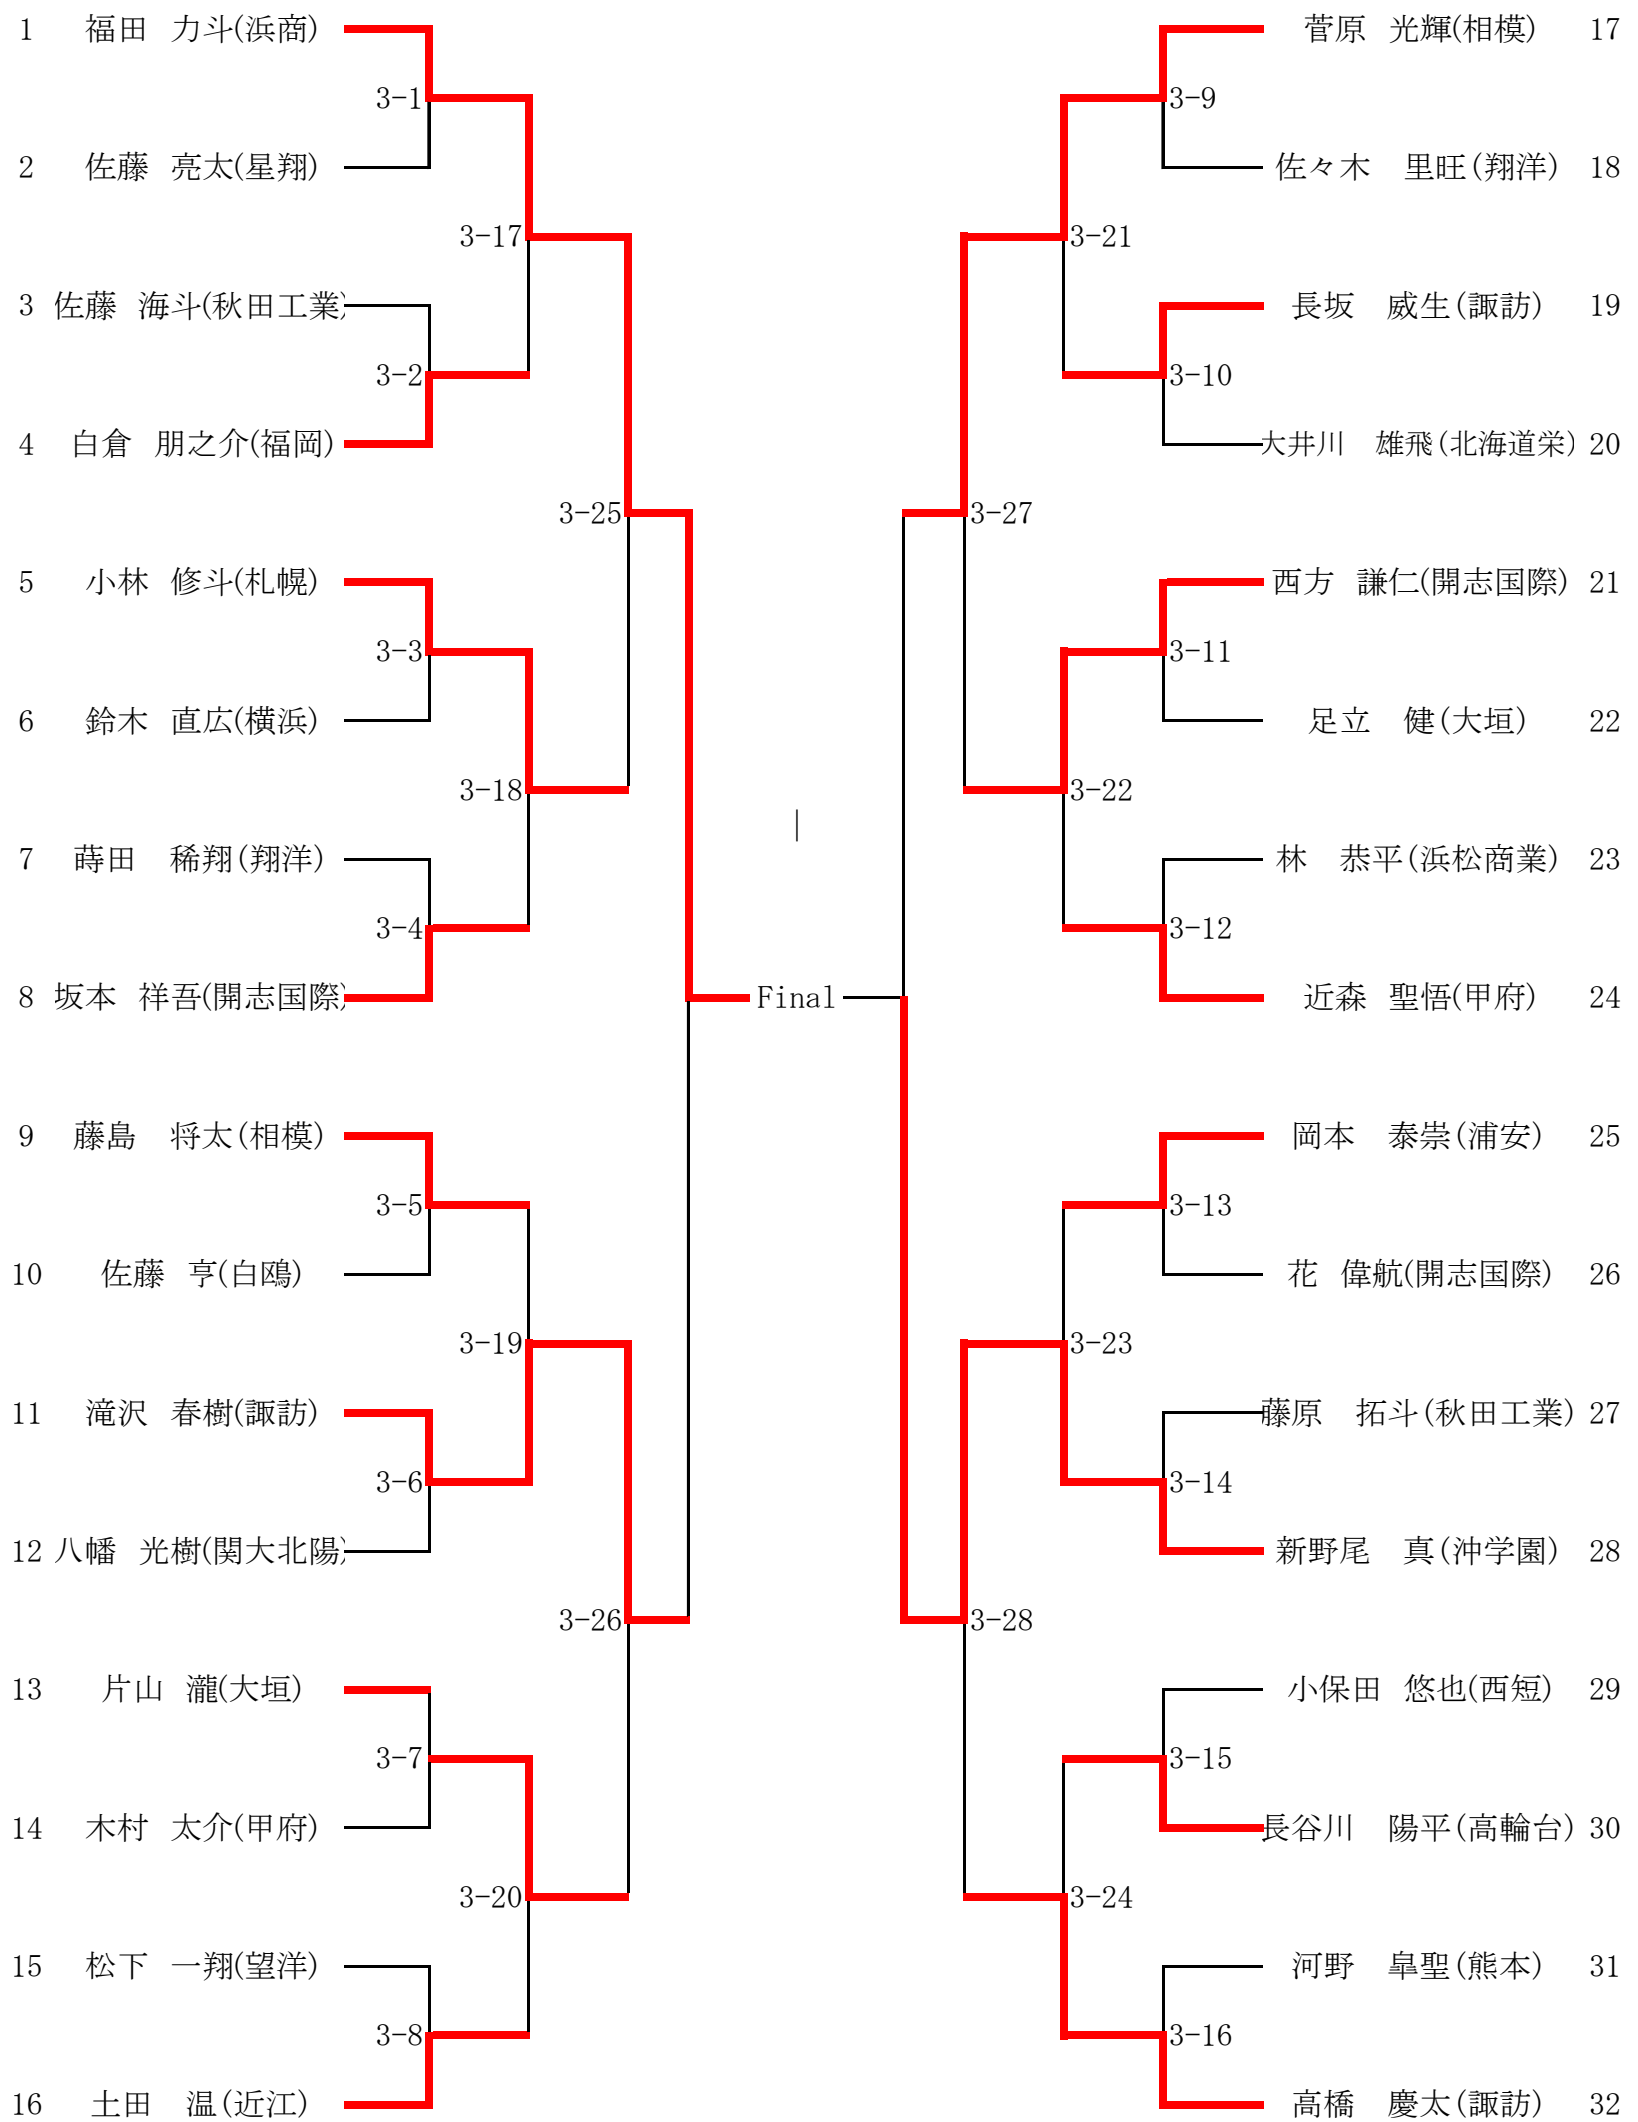 1 福田 力斗(浜商)
3-1
2 佐藤 亮太(星翔)
3-17
3 佐藤 海斗(秋田工業)
3-2
4 白倉 朋之介(福岡)
3-25
5 小林 修斗(札幌)
3-3
6 鈴木 直広(横浜)
3-18
7 蒔田 稀翔(翔洋)
3-4
8 坂本 祥吾(開志国際)
9 藤島 将太(相模)
3-5
10 佐藤 亨(白鴎)
3-19
11 滝沢 春樹(諏訪)
3-6
12 八幡 光樹(関大北陽)
3-26
13 片山 瀧(大垣)
3-7
14 木村 太介(甲府)
3-20
15 松下 一翔(望洋)
3-8
16 土田 温(近江)
Final
菅原 光輝(相模) 17
3-9
佐々木 里旺(翔洋) 18
3-21
長坂 威生(諏訪) 19
3-10
大井川 雄飛(北海道栄) 20
3-27
西方 謙仁(開志国際) 21
3-11
足立 健(大垣) 22
3-22
林 恭平(浜松商業) 23
3-12
近森 聖悟(甲府) 24
岡本 泰崇(浦安) 25
3-13
花 偉航(開志国際) 26
3-23
藤原 拓斗(秋田工業) 27
3-14
新野尾 真(沖学園) 28
3-28
小保田 悠也(西短) 29
3-15
長谷川 陽平(高輪台) 30
3-24
河野 皐聖(熊本) 31
3-16
高橋 慶太(諏訪) 32